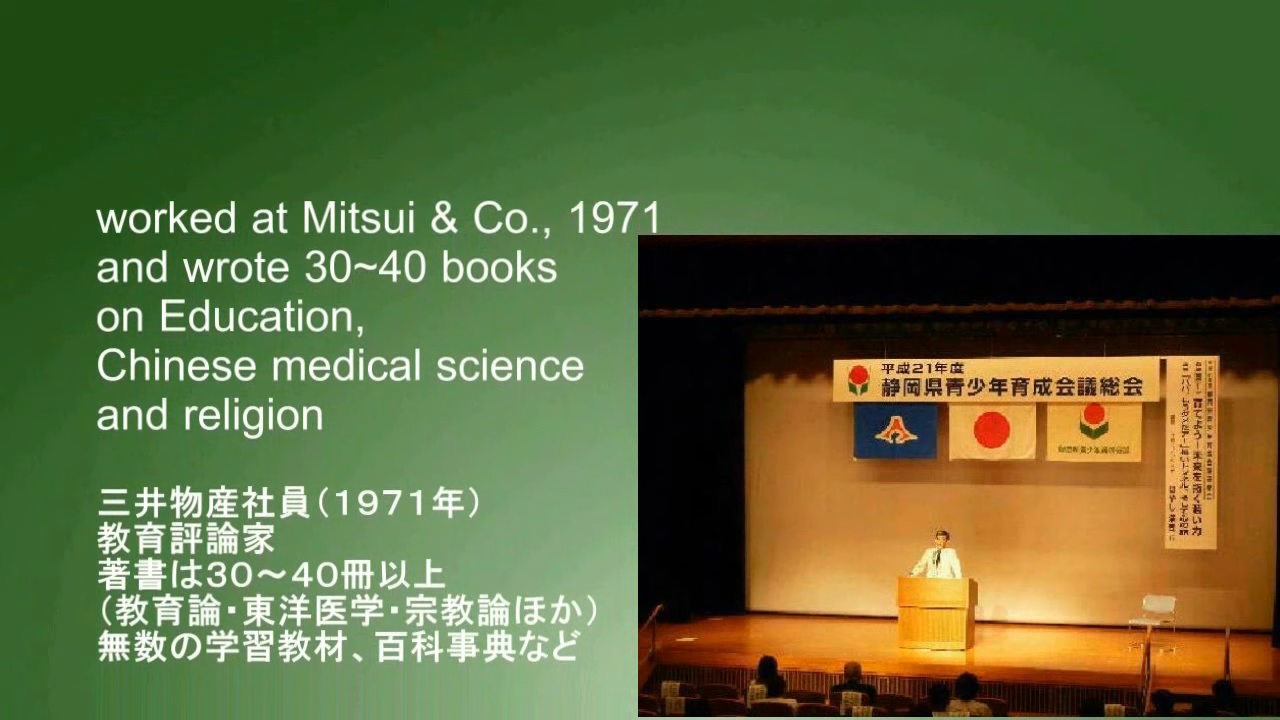 worked at Mitsui & Co., 1971
and wrote 30~40 books
on Education,
Chinese medical science
and religion
三井物産社員（１９７１年）
教育評論家
著書は３０～４０冊以上
（教育論・東洋医学・宗教論ほか）
無数の学習教材、百科事典など
平成21年度
静岡県青少年育成会議総会